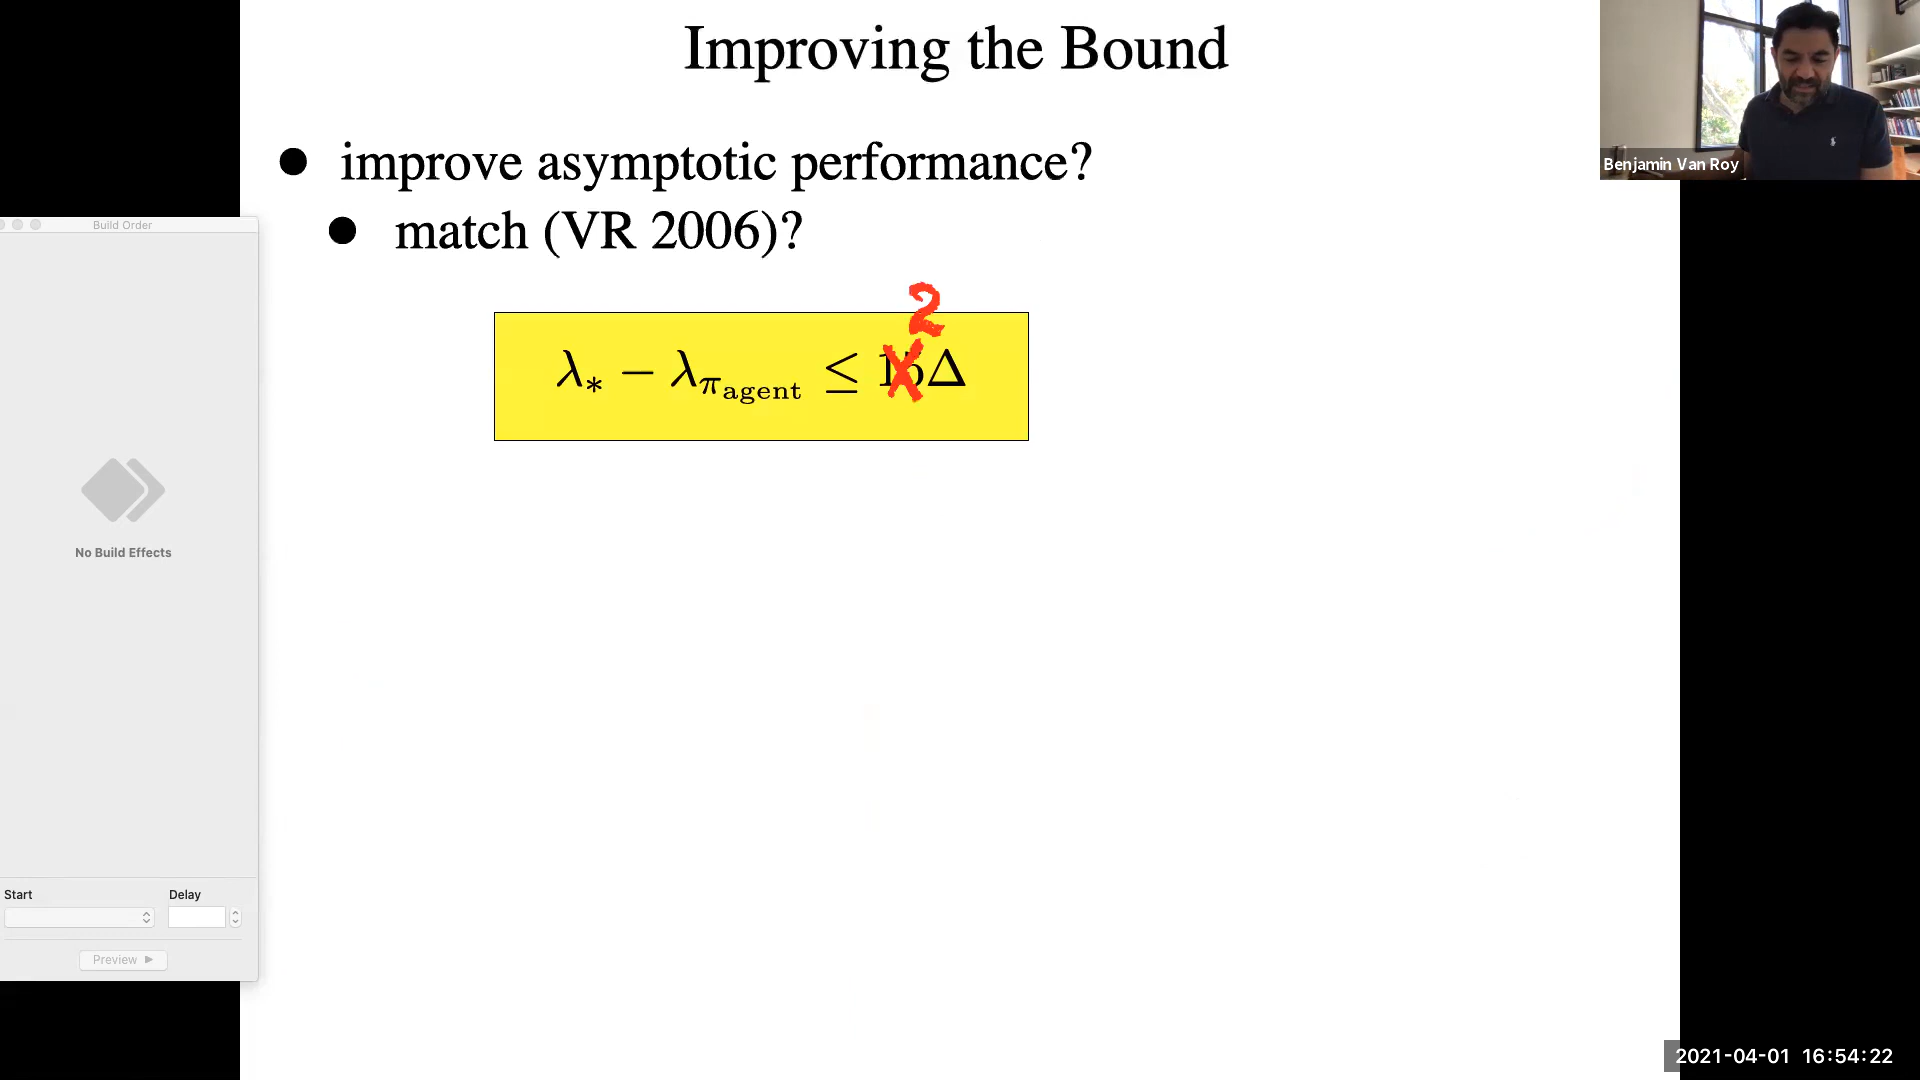 Improving the Bound
● improve asymptotic performance?
● match (VR 2006)?
2
λ* − λπagent ≤ 15Δ
Benjamin Van Roy
Build Order
No Build Effects
Start Delay
Preview ▶
2021-04-01 16:54:22